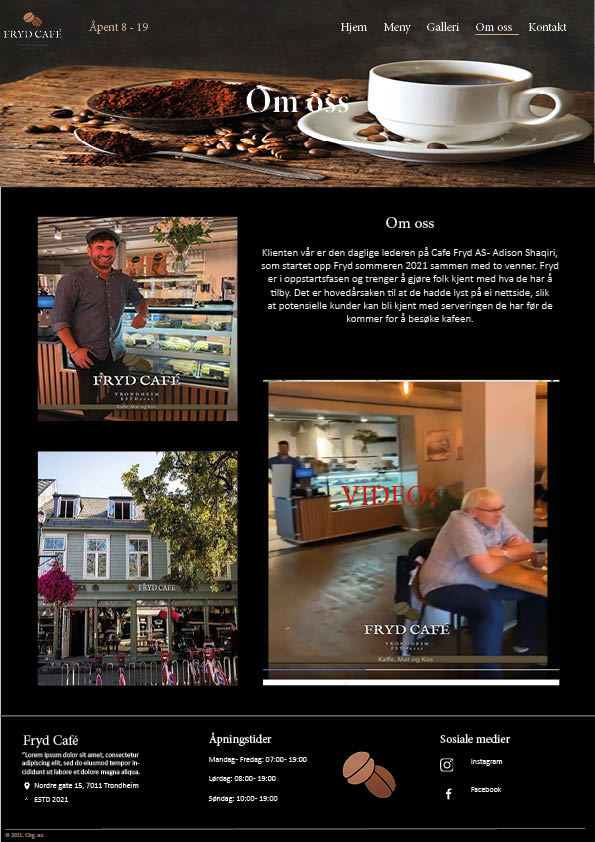 FRYD CAFÉ
TRONDHEIM
Åpent 8 - 19
Hjem
Meny
Galleri
Om oss
Kontakt
Om oss
Om oss
Klienten vår er den daglige lederen på Cafe Fryd AS- Adison Shaqiri,
som startet opp Fryd sommeren 2021 sammen med to venner. Fryd
er i oppstartsfasen og trenger å gjøre folk kjent med hva de har å
tilby. Det er hovedårsaken til at de hadde lyst på ei nettside, slik
at potensielle kunder kan bli kjent med serveringen de har før de
kommer for å besøke kafeen.
FRYD CAFÉ
TRONDHEIM
ESTD2021
Kaffe, Mat og Kos
VIDEO?
FRYD CAFÉ
FRYD CAFÉ
TRONDHEIM
ESTD2021
Kaffe, Mat og Kos
Fryd Café
"Lorem ipsum dolor sit amet, consectetur
adipiscing elit, sed do eiusmod tempor in-
cididunt ut labore et dolore magna aliqua.
Nordre gate 15, 7011 Trondheim
ESTD 2021
Åpningstider
Mandag- Fredag: 07:00- 19:00
Lørdag: 08:00- 19:00
Søndag: 10:00- 19:00
Sosiale medier
Instagram
Facebook
© 2021. Org, nr.